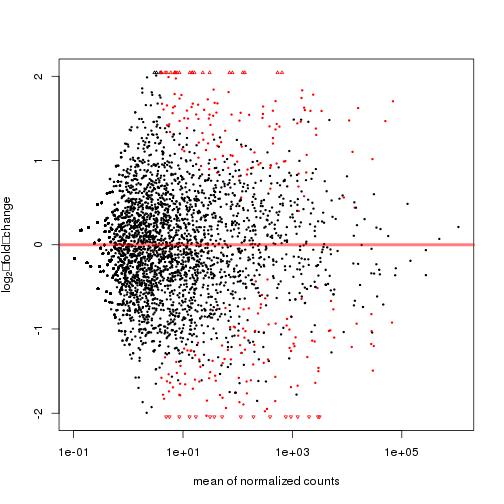 2
1
0
-1
-2
log2□fold□change
1e-01
1e+01
1e+03
1e+05
mean of normalized counts